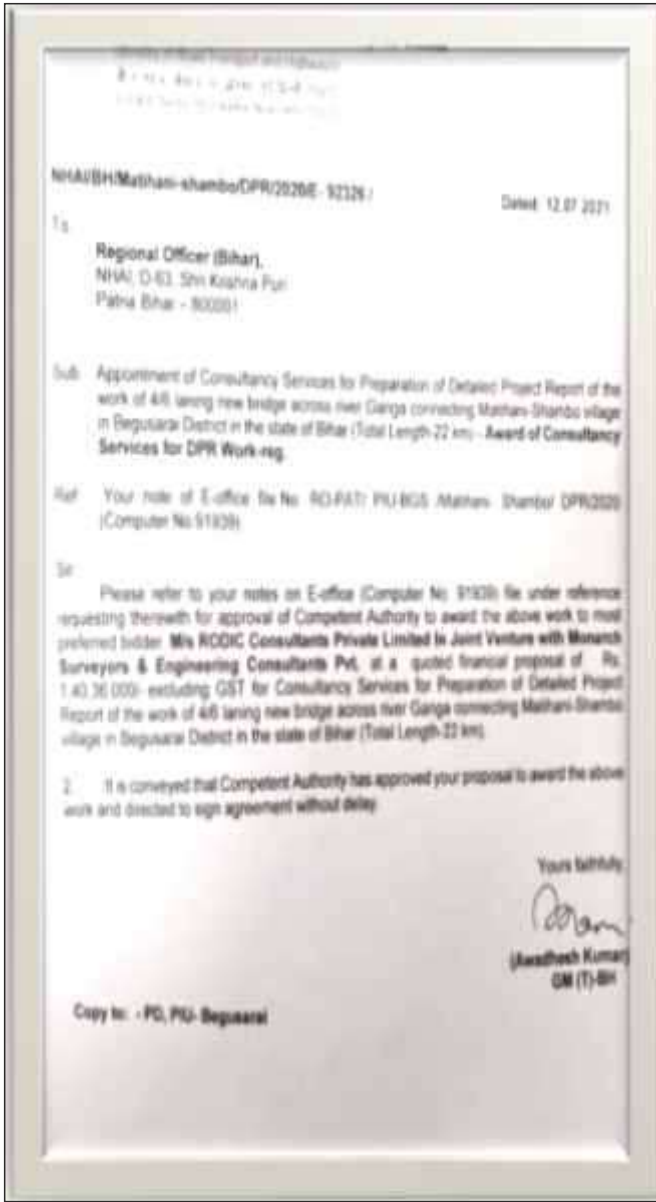 Ministry of Road Transport and Highways
NHAI/BH/Matihani-shambo/DPR/2020/E- 92326 /
Dated: 12.07.2021
To
Regional Officer (Bihar),
NHAI, D-63, Shri Krishna Puri
Patna Bihar - 800001
Sub: Appointment of Consultancy Services for Preparation of Detailed Project Report of the
work of 4/6 laning new bridge across river Ganga connecting Matihani-Shambo village
in Begusarai District in the state of Bihar (Total Length-22 km) - Award of Consultancy
Services for DPR Work-reg.
Ref: Your note of E-office file No. RO-PAT/ PIU-BGS /Matihani- Shambo/ DPR/2020
(Computer No.91939)
Sir
Please refer to your notes on E-office (Computer No. 91939) file under reference
requesting therewith for approval of Competent Authority to award the above work to most
preferred bidder M/s RODIC Consultants Private Limited In Joint Venture with Monarch
Surveyors & Engineering Consultants Pvt. at a quoted financial proposal of Rs.
1,40,36,000/- excluding GST for Consultancy Services for Preparation of Detailed Project
Report of the work of 4/6 laning new bridge across river Ganga connecting Matihani-Shambo
village in Begusarai District in the state of Bihar (Total Length-22 km).
2. It is conveyed that Competent Authority has approved your proposal to award the above
work and directed to sign agreement without delay.
Yours faithfully,
(Awadhesh Kumar)
GM (T)-BH
Copy to: - PD, PIU- Begusarai